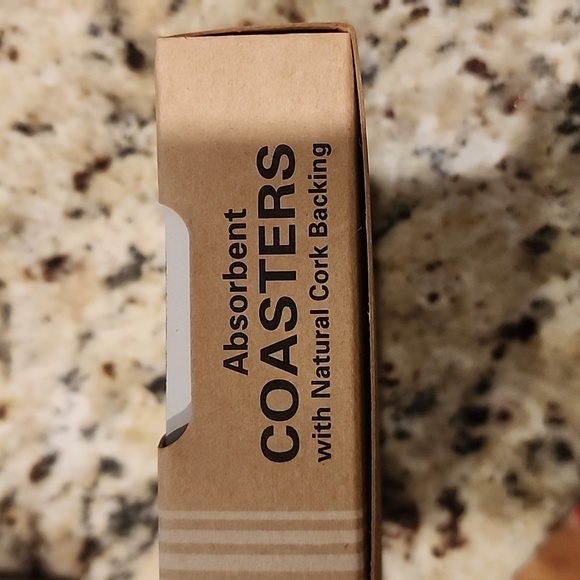 Absorbent
COASTERS
with Natural Cork Backing